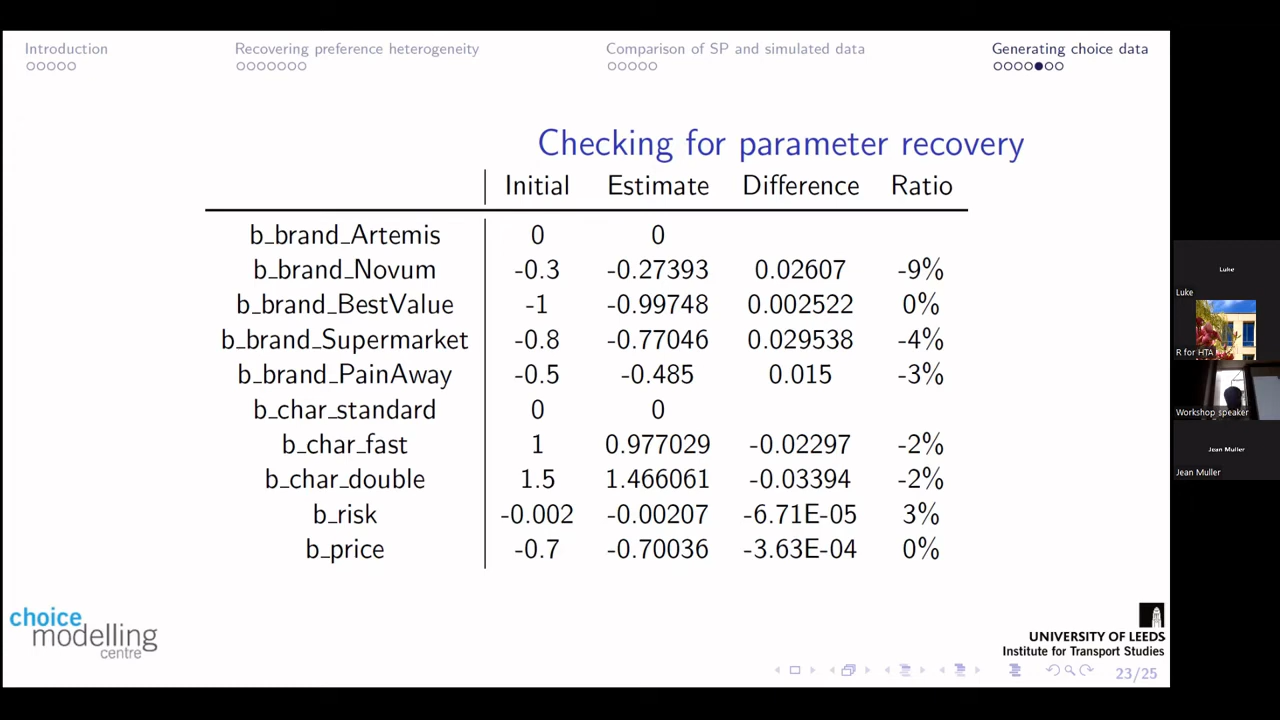 Introduction Recovering preference heterogeneity Comparison of SP and simulated data Generating choice data
Checking for parameter recovery
Initial Estimate Difference Ratio
b_brand_Artemis 0 0
b_brand_Novum -0.3 -0.27393 0.02607 -9%
b_brand_BestValue -1 -0.99748 0.002522 0%
b_brand_Supermarket -0.8 -0.77046 0.029538 -4%
b_brand_PainAway -0.5 -0.485 0.015 -3%
b_char_standard 0 0
b_char_fast 1 0.977029 -0.02297 -2%
b_char_double 1.5 1.466061 -0.03394 -2%
b_risk -0.002 -0.00207 -6.71E-05 3%
b_price -0.7 -0.70036 -3.63E-04 0%
choice
modelling
centre
UNIVERSITY OF LEEDS
Institute for Transport Studies
23/25
Luke
Luke
R for HTA
Workshop speaker
Jean Muller
Jean Muller